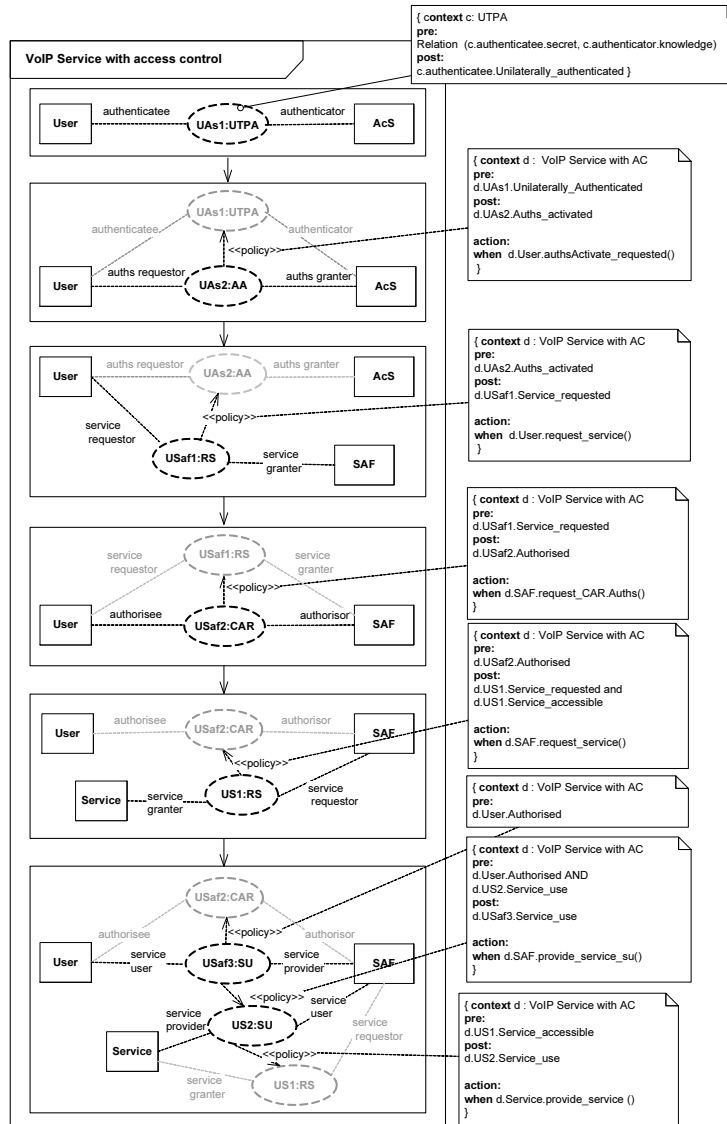 { context c: UTPA
pre:
Relation (c.authenticatee.secret, c.authenticator.knowledge)
post:
c.authenticatee.Unilaterally_authenticated }
VoIP Service with access control
User
authenticatee
UAs1:UTPA
authenticator
AcS
UAs1:UTPA
authenticatee
authenticator
<<policy>>
User
auths requestor
UAs2:AA
auths granter
AcS
{ context d : VoIP Service with AC
pre:
d.UAs1.Unilaterally_Authenticated
post:
d.UAs2.Auths_activated
action:
when d.User.authsActivate_requested()
}
User
auths requestor
UAs2:AA
auths granter
AcS
<<policy>>
service
requestor
USaf1:RS
service
granter
SAF
{ context d : VoIP Service with AC
pre:
d.UAs2.Auths_activated
post:
d.USaf1.Service_requested
action:
when d.User.request_service()
}
service
requestor
USaf1:RS
service
granter
<<policy>>
User
authorisee
USaf2:CAR
authorisor
SAF
{ context d : VoIP Service with AC
pre:
d.USaf1.Service_requested
post:
d.USaf2.Authorised
action:
when d.SAF.request_CAR.Auths()
}
User
authorisee
USaf2:CAR
authorisor
SAF
<<policy>>
Service
service
granter
US1:RS
service
requestor
{ context d : VoIP Service with AC
pre:
d.USaf2.Authorised
post:
d.US1.Service_requested and
d.US1.Service_accessible
action:
when d.SAF.request_service()
}
{ context d : VoIP Service with AC
pre:
d.User.Authorised
USaf2:CAR
authorisee
authorisor
<<policy>>
User
service
user
USaf3:SU
service
provider
SAF
<<policy>>
service
provider
US2:SU
service
user
Service
<<policy>>
service
requestor
service
granter
US1:RS
{ context d : VoIP Service with AC
pre:
d.User.Authorised AND
d.US2.Service_use
post:
d.USaf3.Service_use
action:
when d.SAF.provide_service_su()
}
{ context d : VoIP Service with AC
pre:
d.US1.Service_accessible
post:
d.US2.Service_use
action:
when d.Service.provide_service ()
}